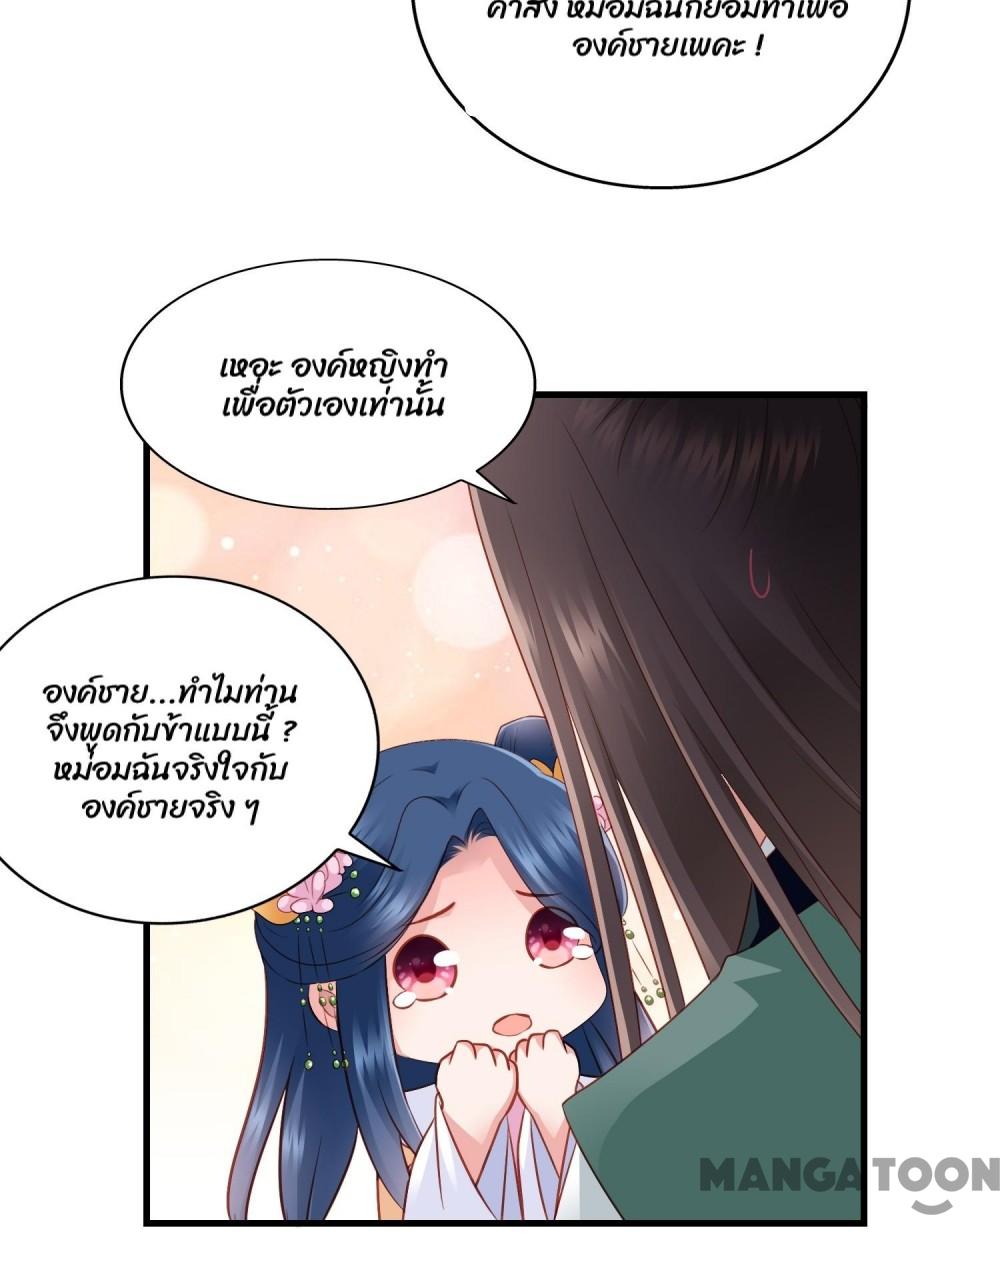 คำสั่ง หม่อมฉันก็ยอมทำเพื่อ
องค์ชายเพคะ !
เหอะ องค์หญิงทำ
เพื่อตัวเองเท่านั้น
องค์ชาย...ทำไมท่าน
จึงพูดกับข้าแบบนี้ ?
หม่อมฉันจริงใจกับ
องค์ชายจริง ๆ
MANGATOON